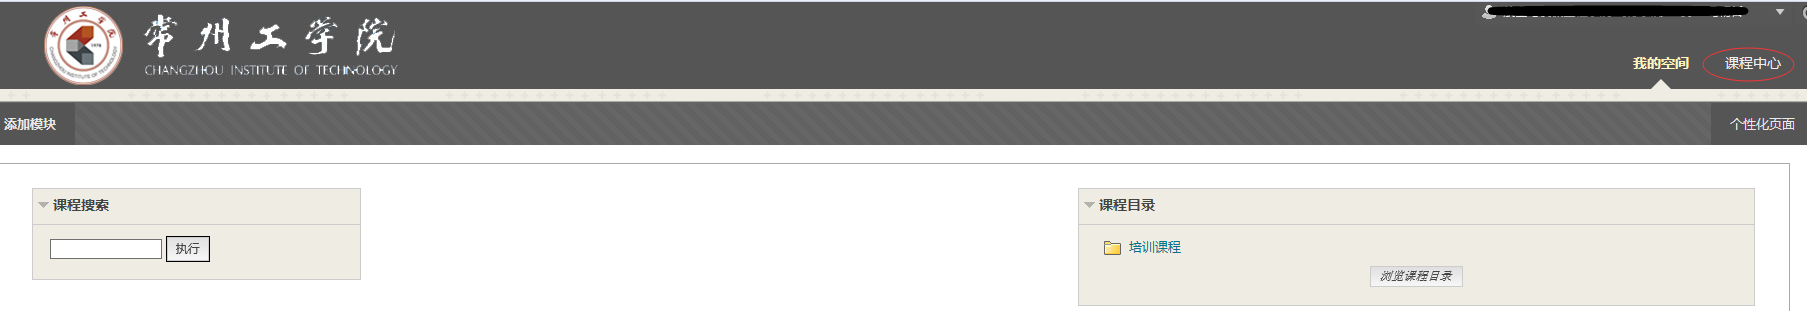 常州工学院
CHANGZHOU INSTITUTE OF TECHNOLOGY
我的空间 课程中心
添加模块 个性化页面
课程搜索
执行
课程目录
培训课程
浏览课程目录